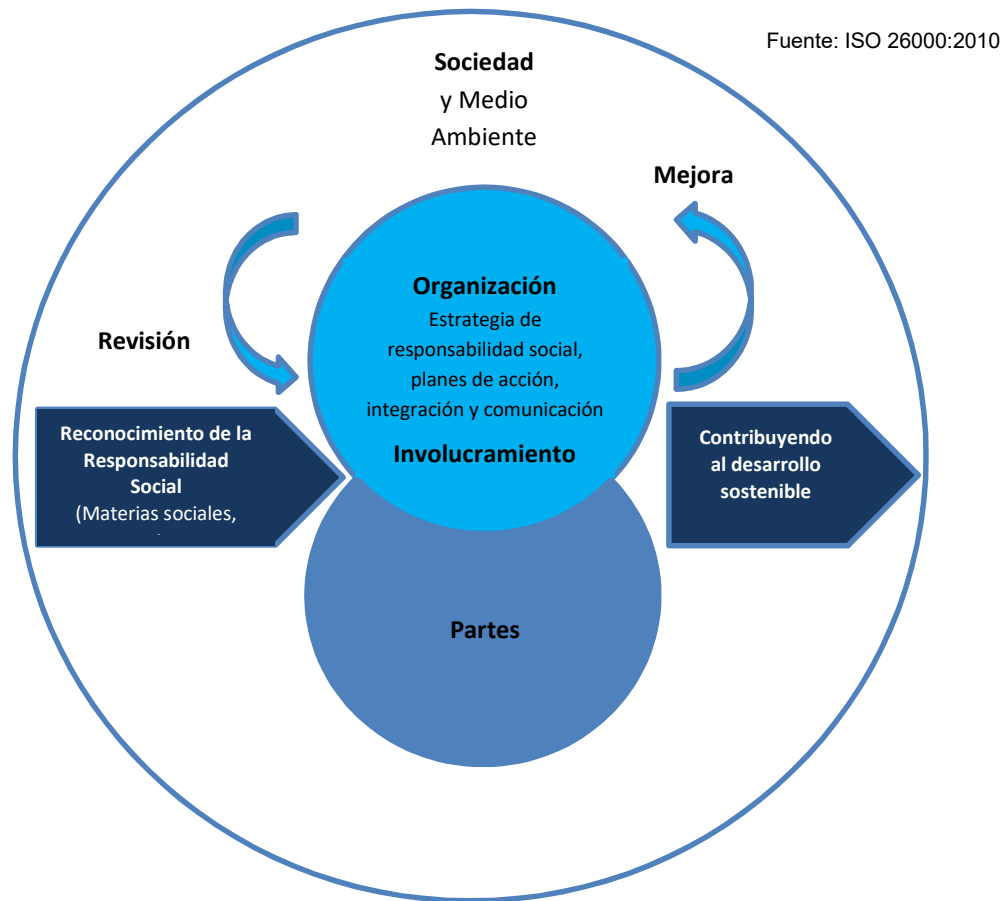 Fuente: ISO 26000:2010
Sociedad
y Medio
Ambiente
Mejora
Organización
Estrategia de
responsabilidad social,
planes de acción,
integración y comunicación
Involucramiento
Revisión
Reconocimiento de la
Responsabilidad
Social
(Materias sociales,
Contribuyendo
al desarrollo
sostenible
Partes